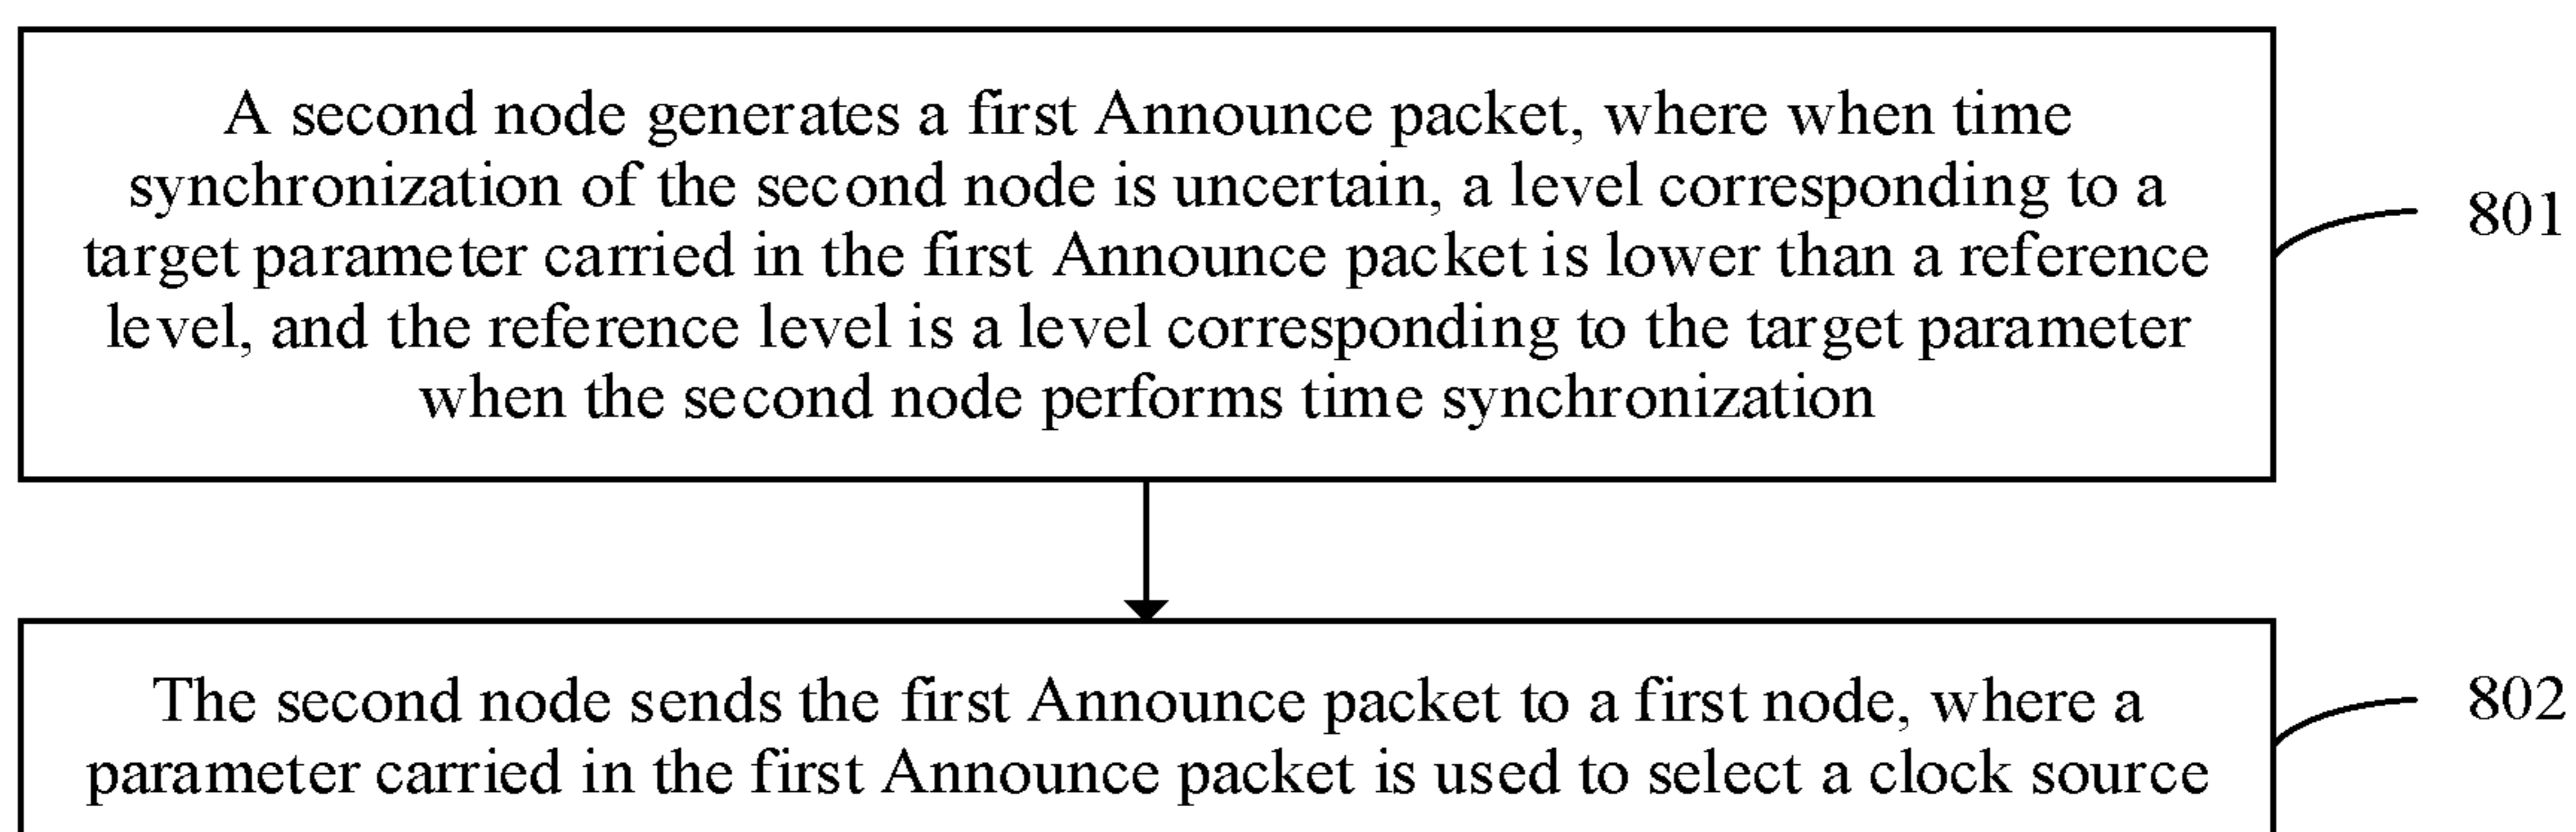 A second node generates a first Announce packet, where when time
synchronization of the second node is uncertain, a level corresponding to a
target parameter carried in the first Announce packet is lower than a reference
level, and the reference level is a level corresponding to the target parameter
when the second node performs time synchronization
801
The second node sends the first Announce packet to a first node, where a
parameter carried in the first Announce packet is used to select a clock source
802